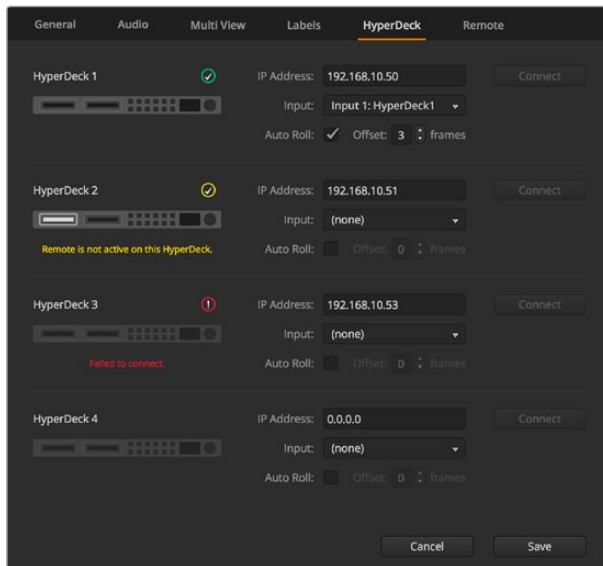 General Audio Multi View Labels HyperDeck Remote
HyperDeck 1 IP Address: 192.168.10.50 Connect
Input: Input 1: HyperDeck1
Auto Roll: Offset: 3 frames
HyperDeck 2 IP Address: 192.168.10.51 Connect
Input: (none)
Remote is not active on this HyperDeck. Auto Roll: Offset: 0 frames
HyperDeck 3 IP Address: 192.168.10.53 Connect
Input: (none)
Failed to connect. Auto Roll: Offset: 0 frames
HyperDeck 4 IP Address: 0.0.0.0 Connect
Input: (none)
Auto Roll: Offset: 0 frames
Cancel Save